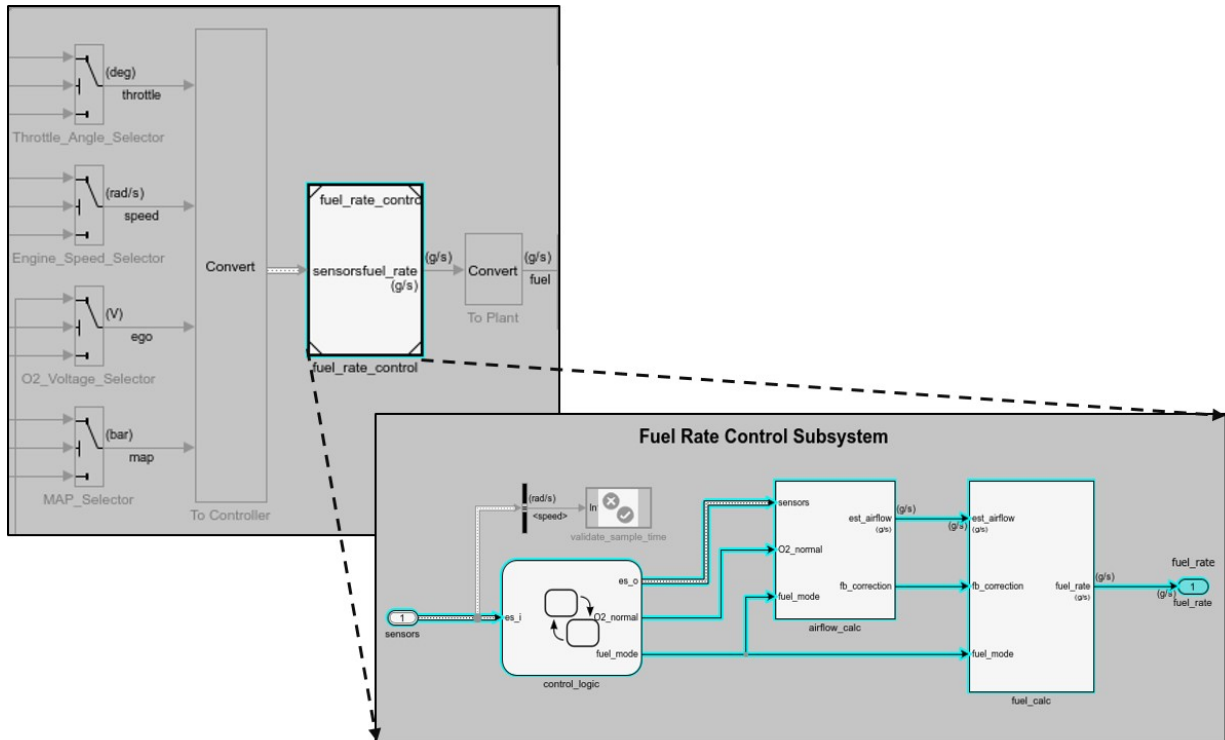 (deg)
throttle
Throttle_Angle_Selector
(rad/s)
speed
Engine_Speed_Selector
(V)
ego
O2_Voltage_Selector
(bar)
map
MAP_Selector
Convert
To Controller
fuel_rate_contro
sensorsfuel_rate
(g/s)
fuel_rate_control
(g/s)
Convert
To Plant
(g/s)
fuel
Fuel Rate Control Subsystem
1
sensors
(rad/s)
<speed>
In
validate_sample_time
es_i
es_o
O2_normal
fuel_mode
control_logic
sensors
O2_normal
fuel_mode
est_airflow
(g/s)
fb_correction
airflow_calc
(g/s)
(g/s)
est_airflow
(g/s)
fb_correction
fuel_mode
fuel_rate
(g/s)
fuel_calc
(g/s)
(g/s)
fuel_rate
1
fuel_rate